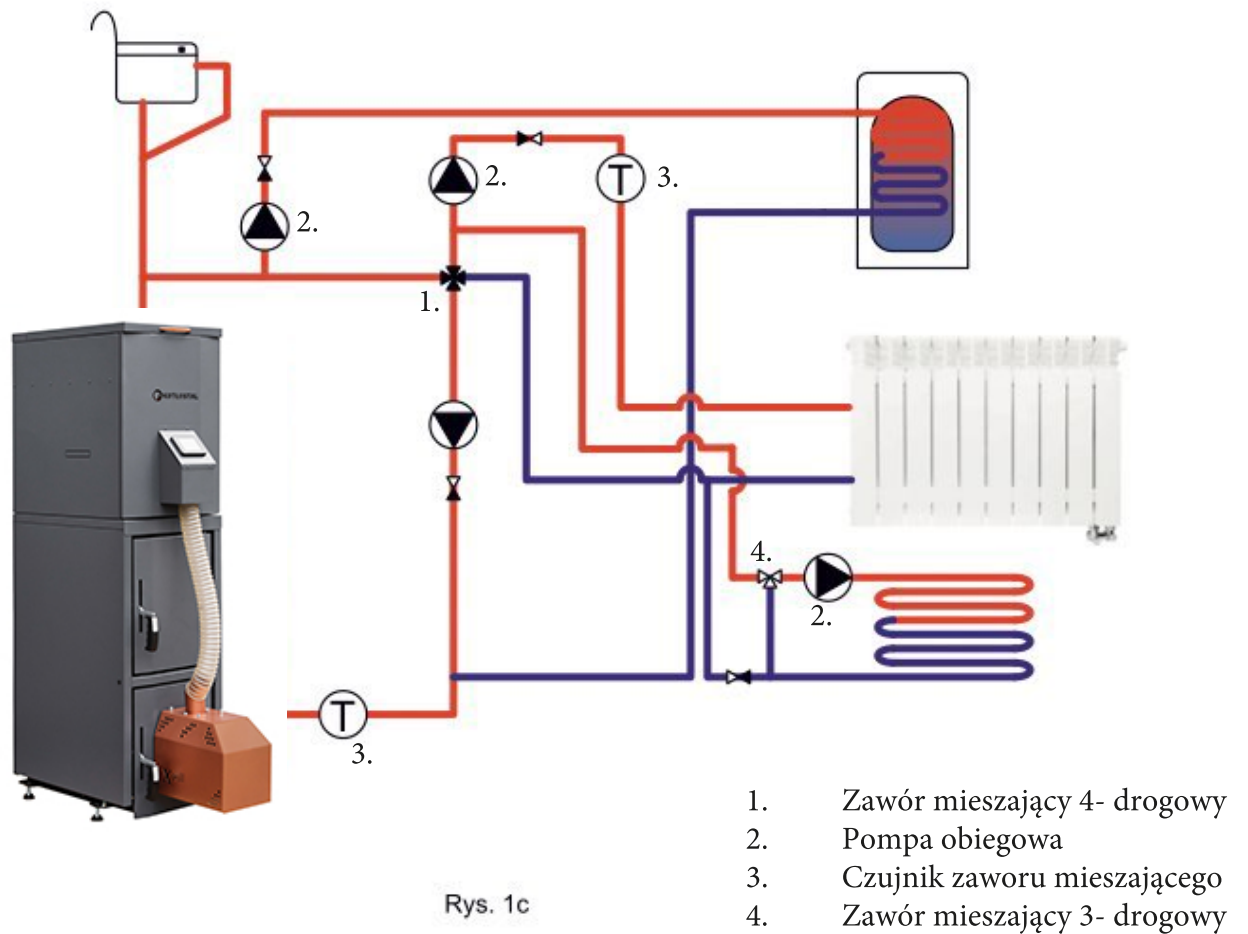 2.
2.
T
3.
1.
4.
2.
T
3.
1. Zawór mieszający 4- drogowy
2. Pompa obiegowa
3. Czujnik zaworu mieszającego
4. Zawór mieszający 3- drogowy
Rys. 1c